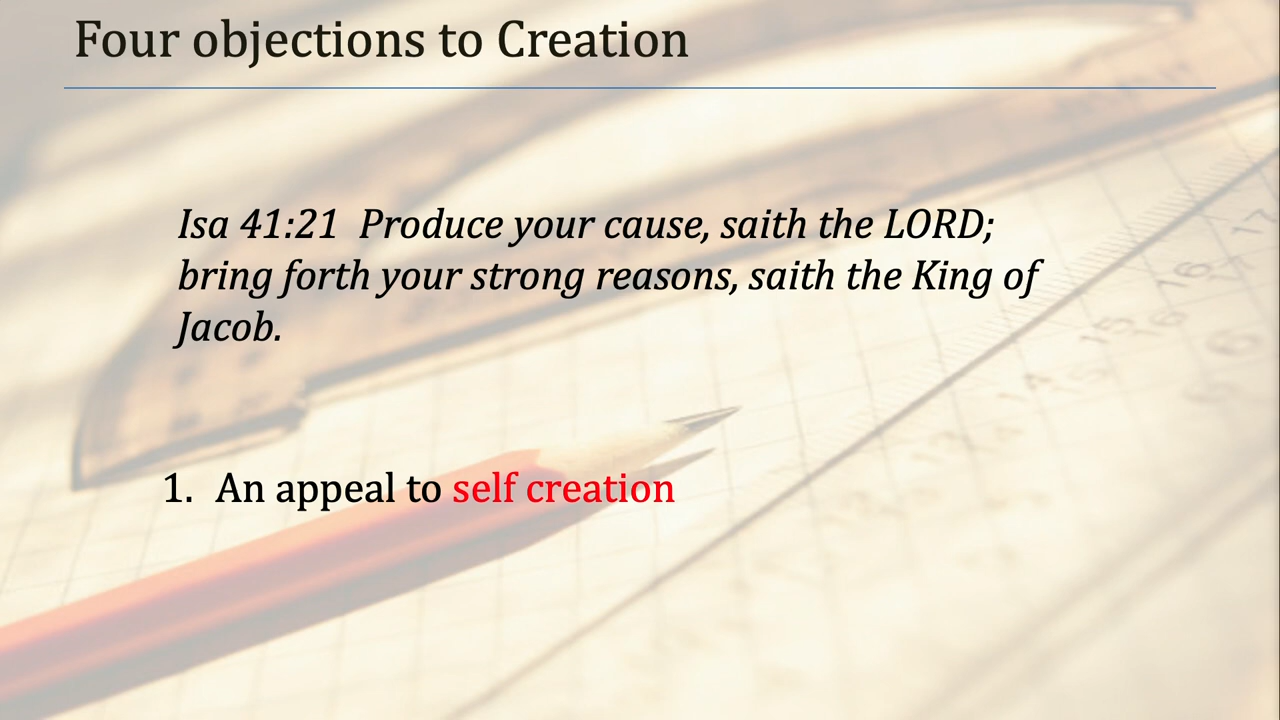 Four objections to Creation
Isa 41:21 Produce your cause, saith the LORD;
bring forth your strong reasons, saith the King of
Jacob.
1. An appeal to self creation